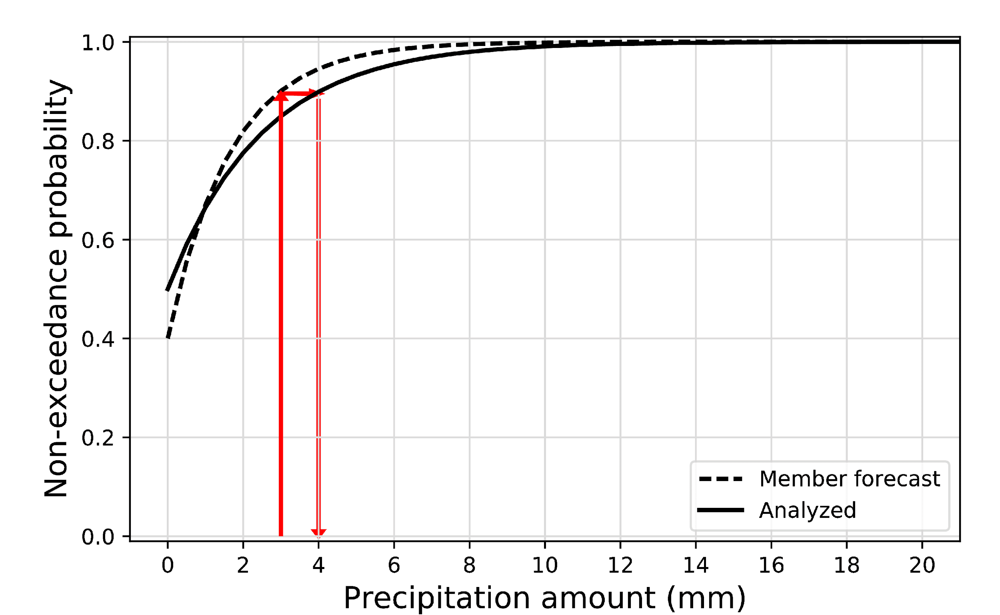 Non-exceedance probability
1.0
0.8
0.6
0.4
0.2
0.0
Member forecast
Analyzed
0 2 4 6 8 10 12 14 16 18 20
Precipitation amount (mm)